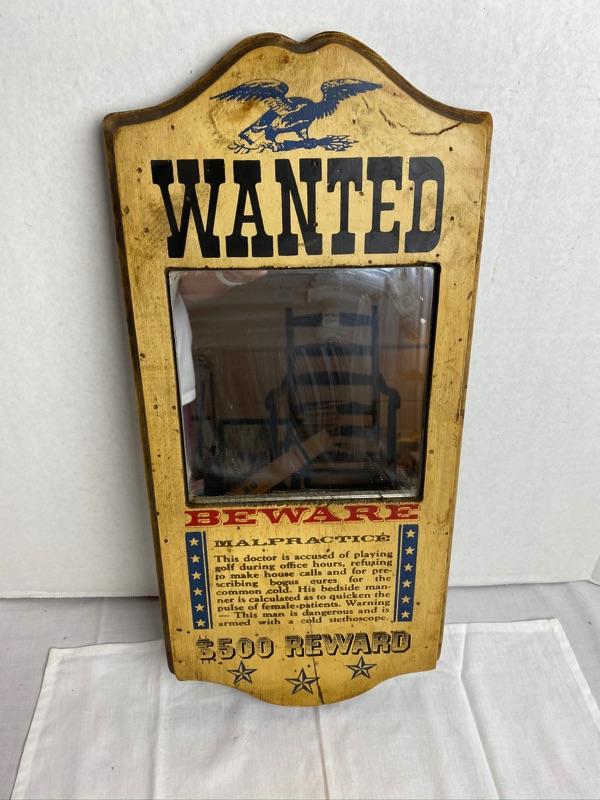 WANTED
BEWARE
MALPRACTICE
This doctor is accused of playing
golf during office hours, refusing
to make house calls and for pre-
scribing bogus cures for the
common cold. His bedside man-
ner is calculated as to quicken the
pulse of female patients. Warning
— This man is dangerous and is
armed with a cold stethoscope.
$500 REWARD